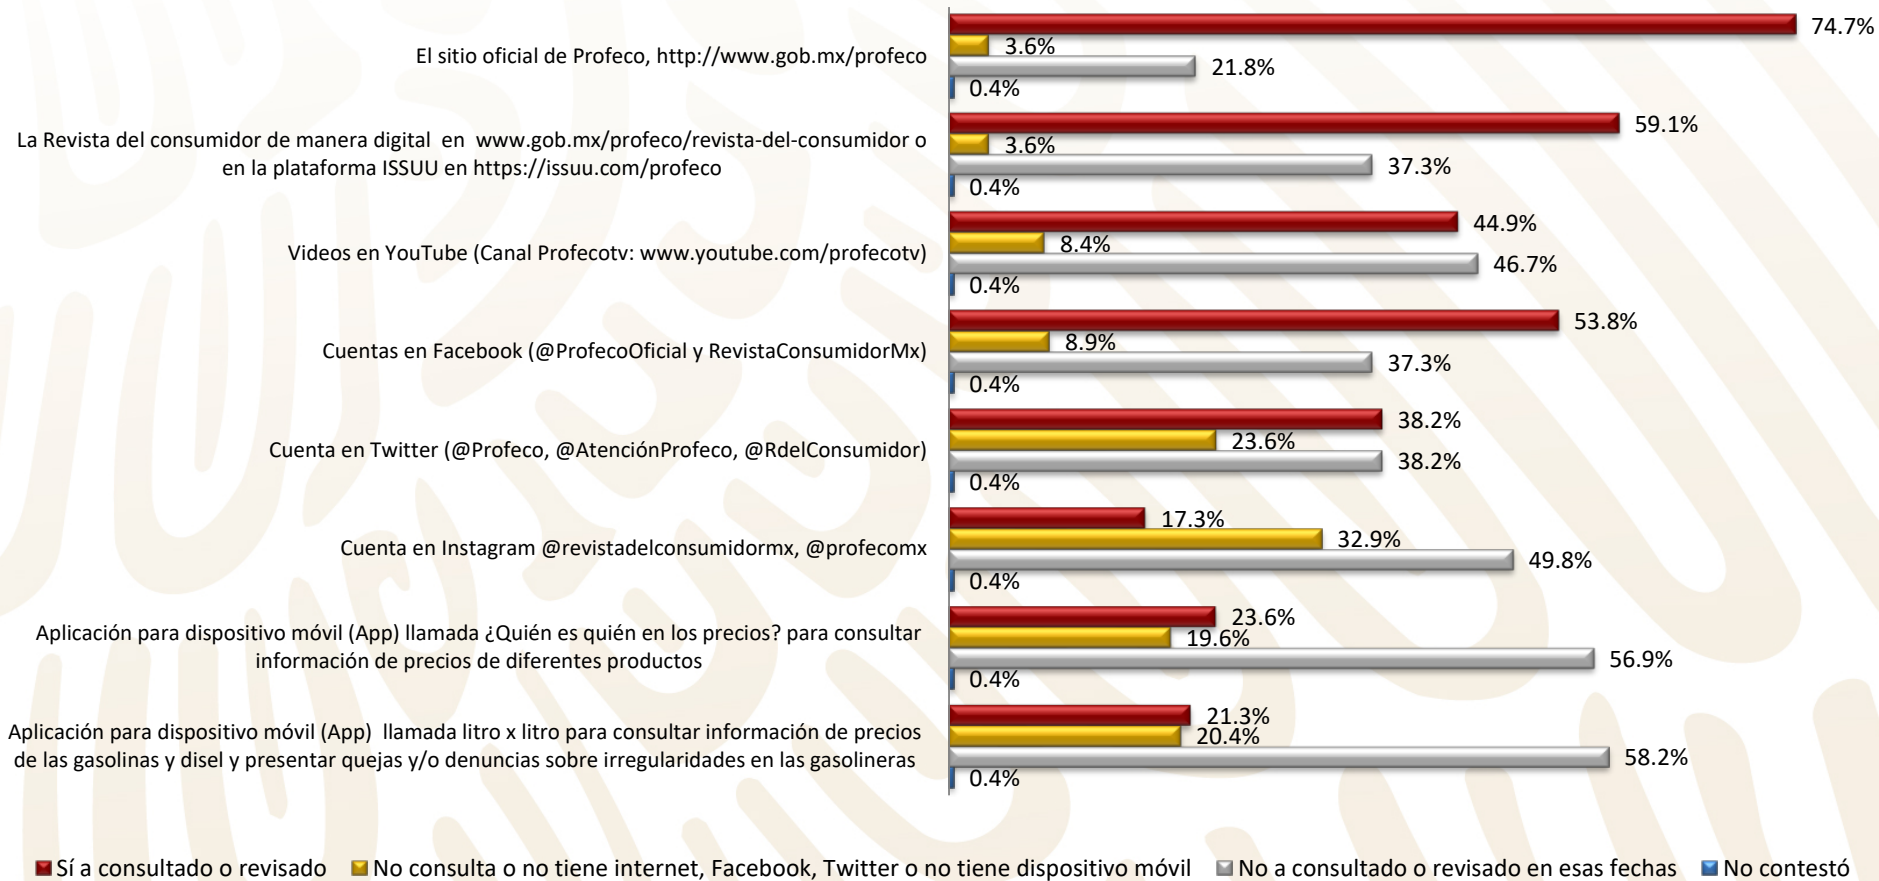 74.7%
El sitio oficial de Profeco, http://www.gob.mx/profeco
3.6%
21.8%
0.4%
La Revista del consumidor de manera digital  en  www.gob.mx/profeco/revista-del-consumidor o
en la plataforma ISSUU en https://issuu.com/profeco
59.1%
3.6%
37.3%
0.4%
Videos en YouTube (Canal Profecotv: www.youtube.com/profecotv)
44.9%
8.4%
46.7%
0.4%
Cuentas en Facebook (@ProfecoOficial y RevistaConsumidorMx)
53.8%
8.9%
37.3%
0.4%
Cuenta en Twitter (@Profeco, @AtenciónProfeco, @RdelConsumidor)
38.2%
23.6%
38.2%
0.4%
Cuenta en Instagram @revistadelconsumidormx, @profecomx
17.3%
32.9%
49.8%
0.4%
Aplicación para dispositivo móvil (App) llamada ¿Quién es quién en los precios? para consultar
información de precios de diferentes productos
23.6%
19.6%
56.9%
0.4%
Aplicación para dispositivo móvil (App)  llamada litro x litro para consultar información de precios
de las gasolinas y disel y presentar quejas y/o denuncias sobre irregularidades en las gasolineras
21.3%
20.4%
58.2%
0.4%
Sí a consultado o revisado
No consulta o no tiene internet, Facebook, Twitter o no tiene dispositivo móvil
No a consultado o revisado en esas fechas
No contestó